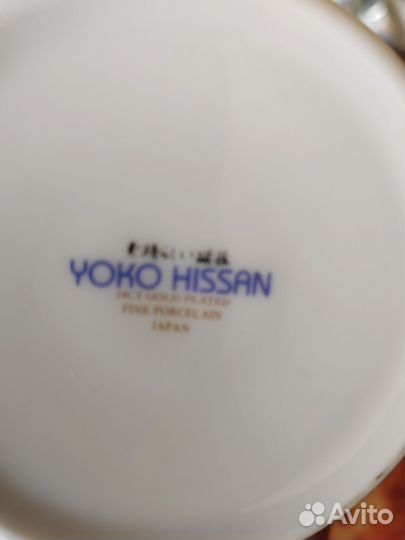 YOKO HISSAN
24CT GOLD PLATED
FINE PORCELAIN
JAPAN
Avito